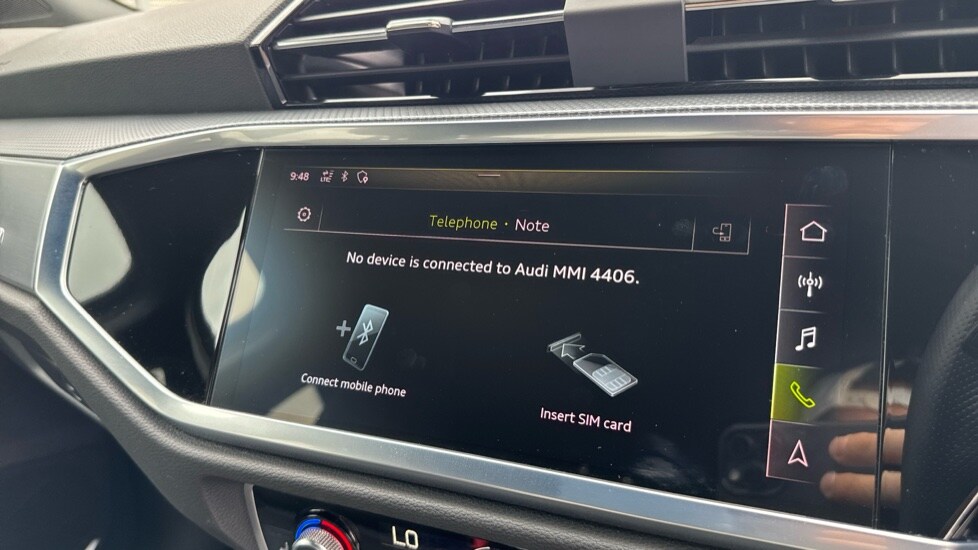 9:48 LTE
Telephone · Note
No device is connected to Audi MMI 4406.
Connect mobile phone
Insert SIM card
LO